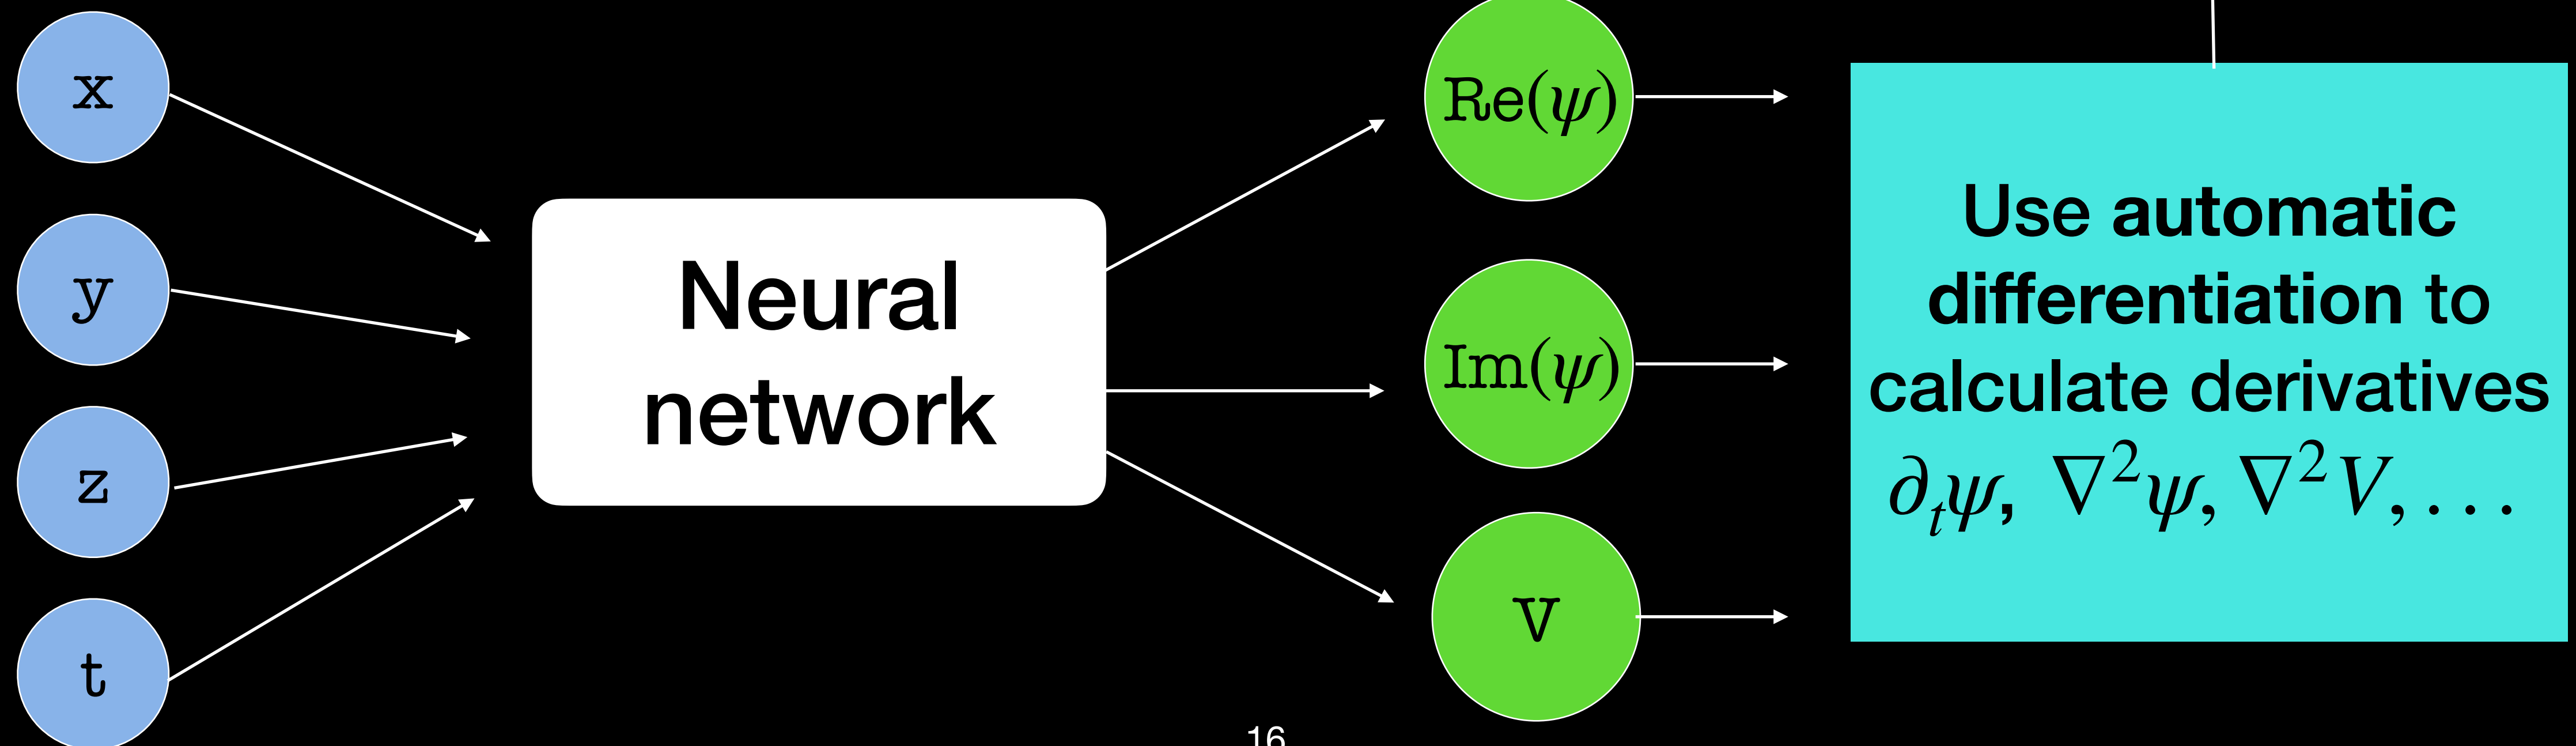 x
y
z
t
Neural
network
Re(ψ)
Im(ψ)
V
Use automatic
differentiation to
calculate derivatives
∂ₜψ, ∇²ψ, ∇²V, . . .
16